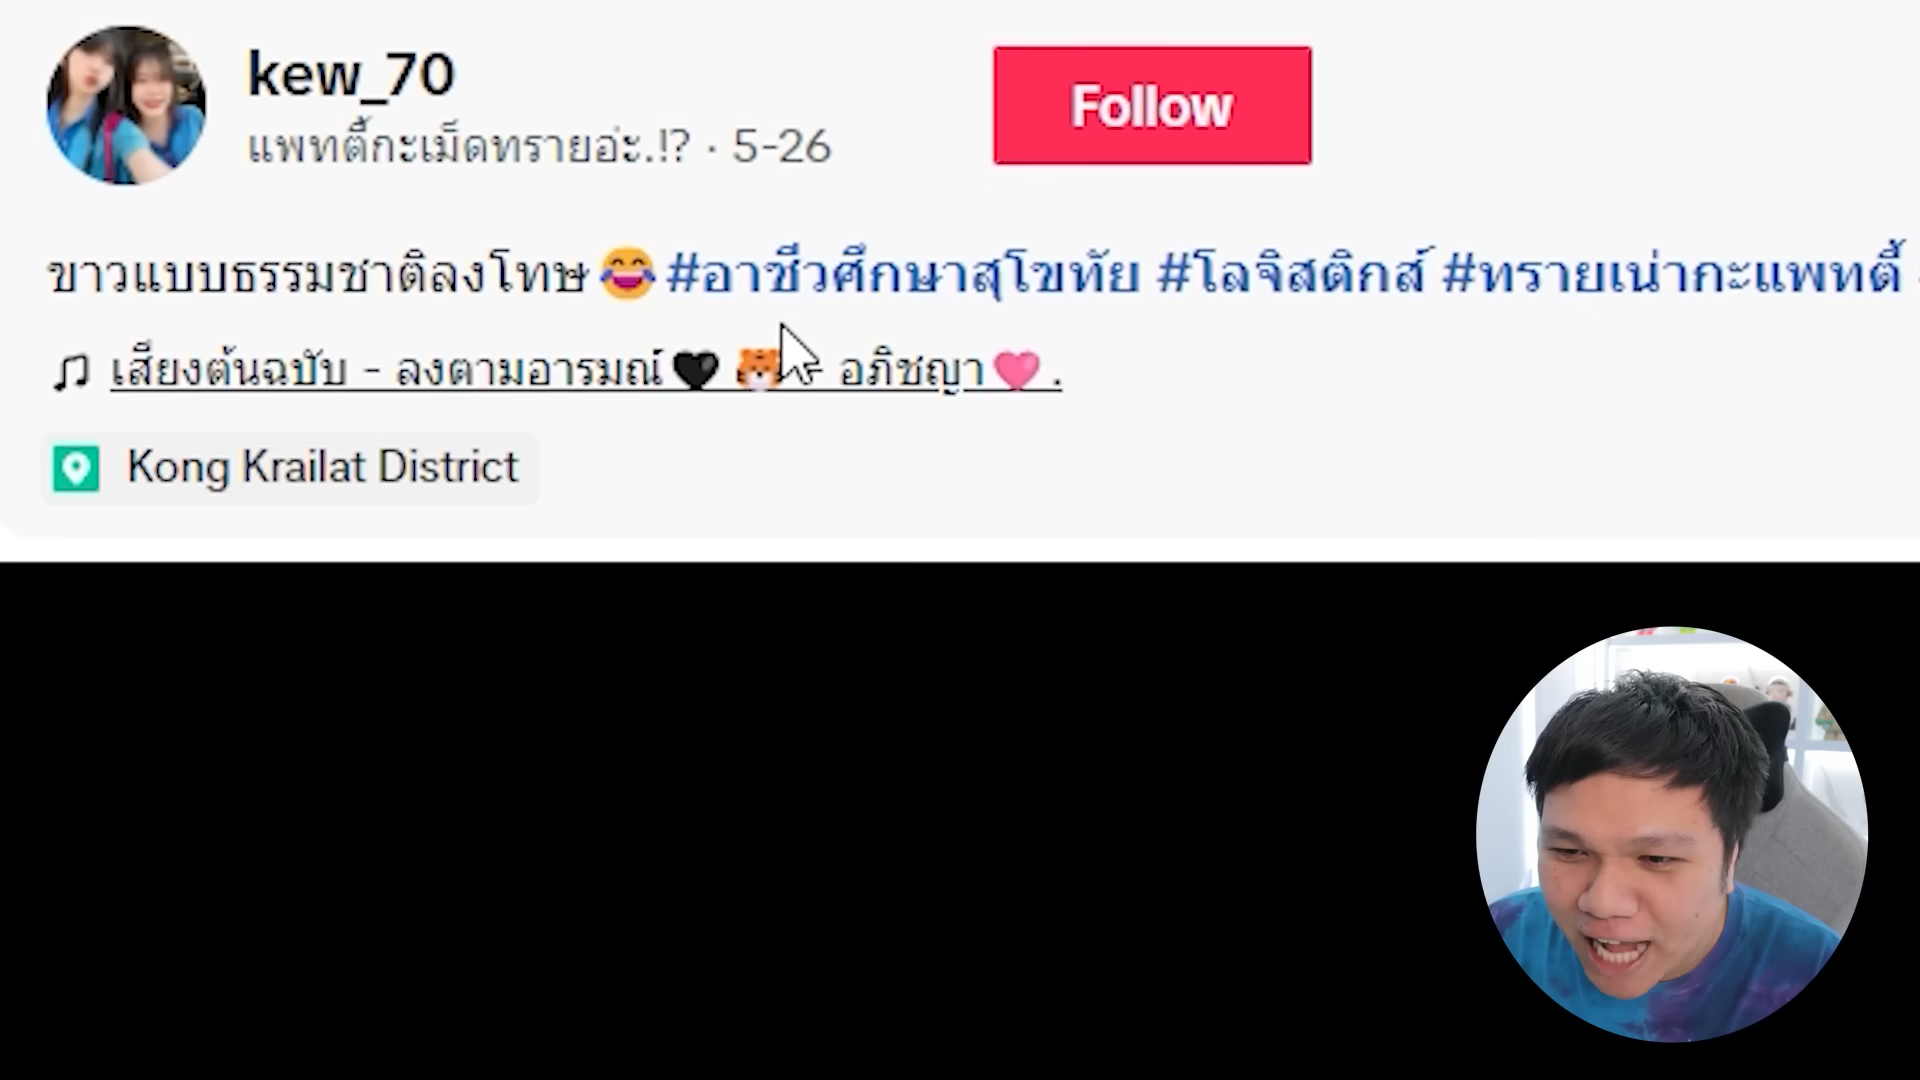 kew_70
แพทตี้กะเม็ดทรายอ่ะ.!? · 5-26
Follow
ขาวแบบธรรมชาติลงโทษ😂 #อาชีวศึกษาสุโขทัย #โลจิสติกส์ #ทรายเน่ากะแพทตี้
เสียงต้นฉบับ - ลงตามอารมณ์🖤 🐯 อภิชญา🩷 .
Kong Krailat District